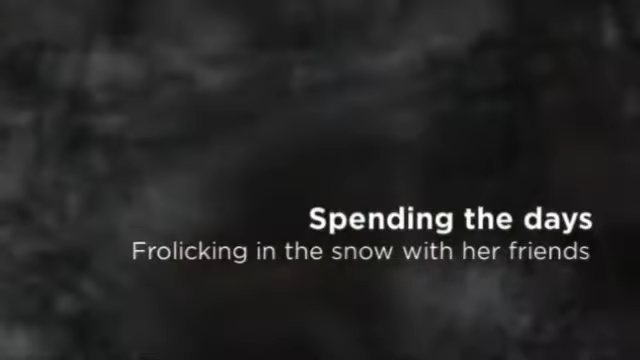 Spending the days
Frolicking in the snow with her friends